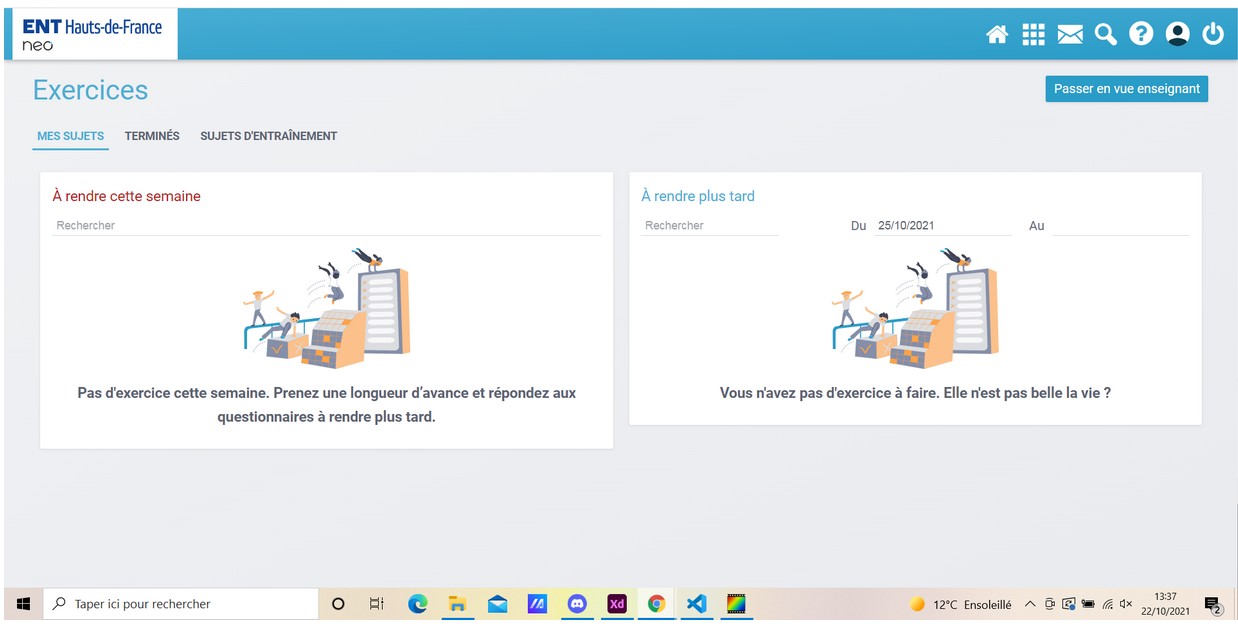 ENT Hauts-de-France
neo
Exercices
Passer en vue enseignant
MES SUJETS TERMINÉS SUJETS D'ENTRAÎNEMENT
À rendre cette semaine
Rechercher
Pas d'exercice cette semaine. Prenez une longueur d’avance et répondez aux
questionnaires à rendre plus tard.
À rendre plus tard
Rechercher Du 25/10/2021 Au
Vous n'avez pas d'exercice à faire. Elle n'est pas belle la vie ?
Taper ici pour rechercher
Xd
12°C Ensoleillé
13:37
22/10/2021
2